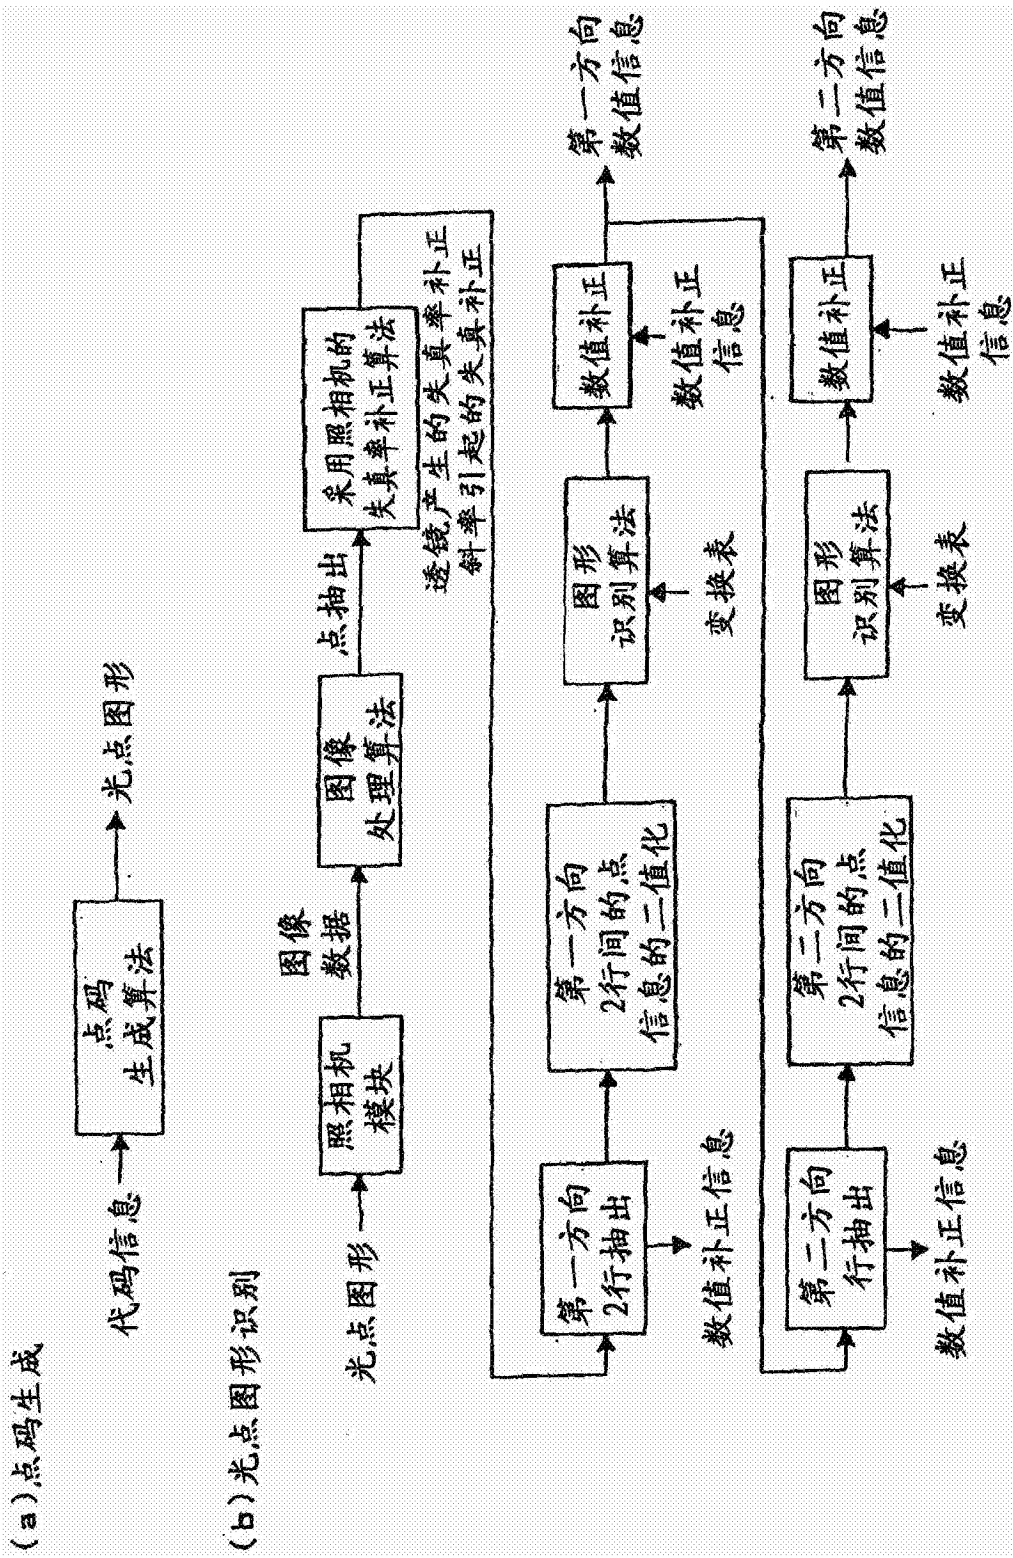 (a)点码生成
代码信息
点码
生成算法
光点图形
(b)光点图形识别
光点图形
照相机
模块
图像
数据
图像
处理算法
点抽出
采用照相机的
失真率补正算法
透镜产生的失真率补正
斜率引起的失真补正
第一方向
2行抽出
数值补正信息
第一方向
2行间的点
信息的二值化
图形
识别算法
变换表
数值补正
数值补正
信息
第一方向
数值信息
第二方向
行抽出
数值补正信息
第二方向
2行间的点
信息的二值化
图形
识别算法
变换表
数值补正
数值补正
信息
第二方向
数值信息